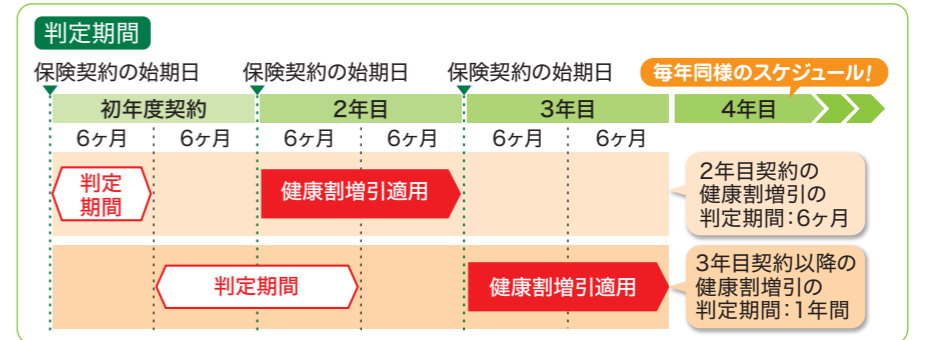 判定期間
保険契約の始期日 保険契約の始期日 保険契約の始期日 毎年同様のスケジュール!
初年度契約 2年目 3年目 4年目
6ヶ月 6ヶ月 6ヶ月 6ヶ月 6ヶ月 6ヶ月
判定
期間
健康割増引適用
2年目契約の
健康割増引の
判定期間:6ヶ月
判定期間 健康割増引適用
3年目契約以降の
健康割増引の
判定期間:1年間